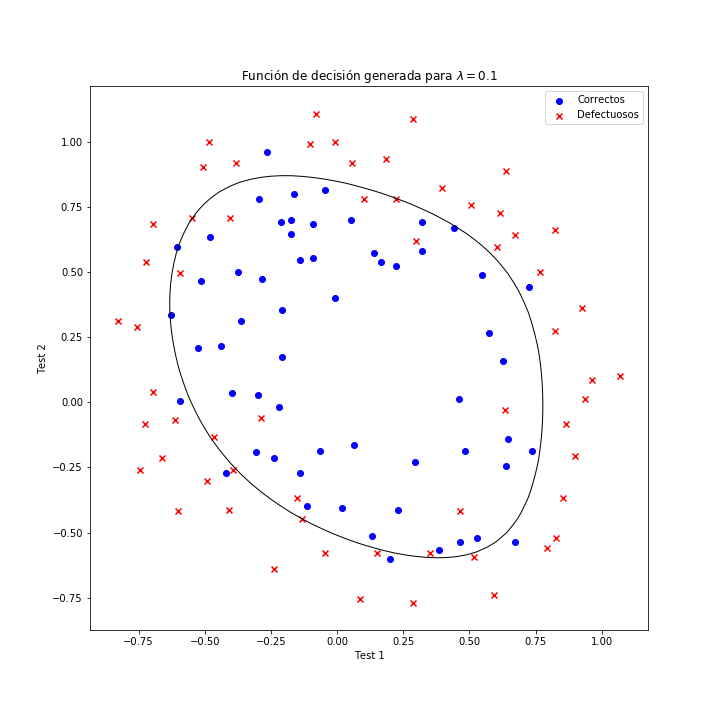 Función de decisión generada para λ = 0.1
Correctos
Defectuosos
1.00
0.75
0.50
0.25
0.00
−0.25
−0.50
−0.75
Test 2
−0.75 −0.50 −0.25 0.00 0.25 0.50 0.75 1.00
Test 1